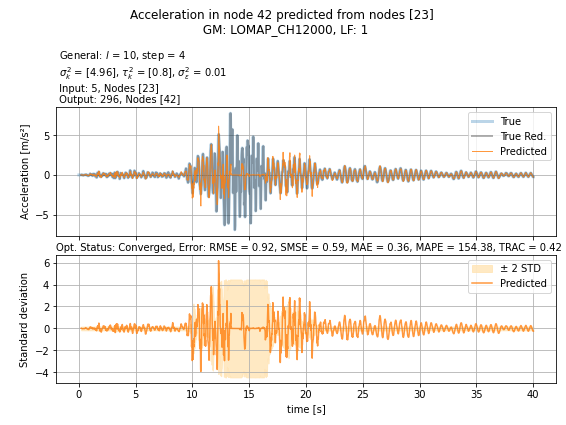 Acceleration in node 42 predicted from nodes [23]
GM: LOMAP_CH12000, LF: 1
General: l = 10, step = 4
σ²ₖ = [4.96], τ²ₖ = [0.8], σ²ε = 0.01
Input: 5, Nodes [23]
Output: 296, Nodes [42]
Acceleration [m/s²]
5
0
−5
True
True Red.
Predicted
Opt. Status: Converged, Error: RMSE = 0.92, SMSE = 0.59, MAE = 0.36, MAPE = 154.38, TRAC = 0.42
Standard deviation
6
4
2
0
−2
−4
± 2 STD
Predicted
0 5 10 15 20 25 30 35 40
time [s]